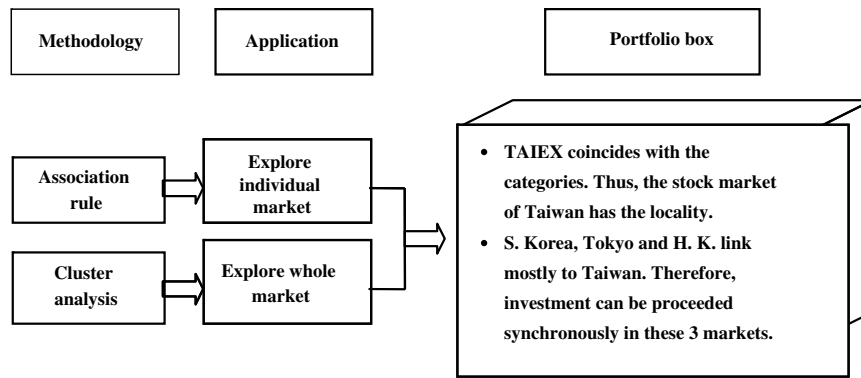 Methodology
Application
Portfolio box
Association
rule
Explore
individual
market
Cluster
analysis
Explore whole
market
• TAIEX coincides with the
categories. Thus, the stock market
of Taiwan has the locality.
• S. Korea, Tokyo and H. K. link
mostly to Taiwan. Therefore,
investment can be proceeded
synchronously in these 3 markets.